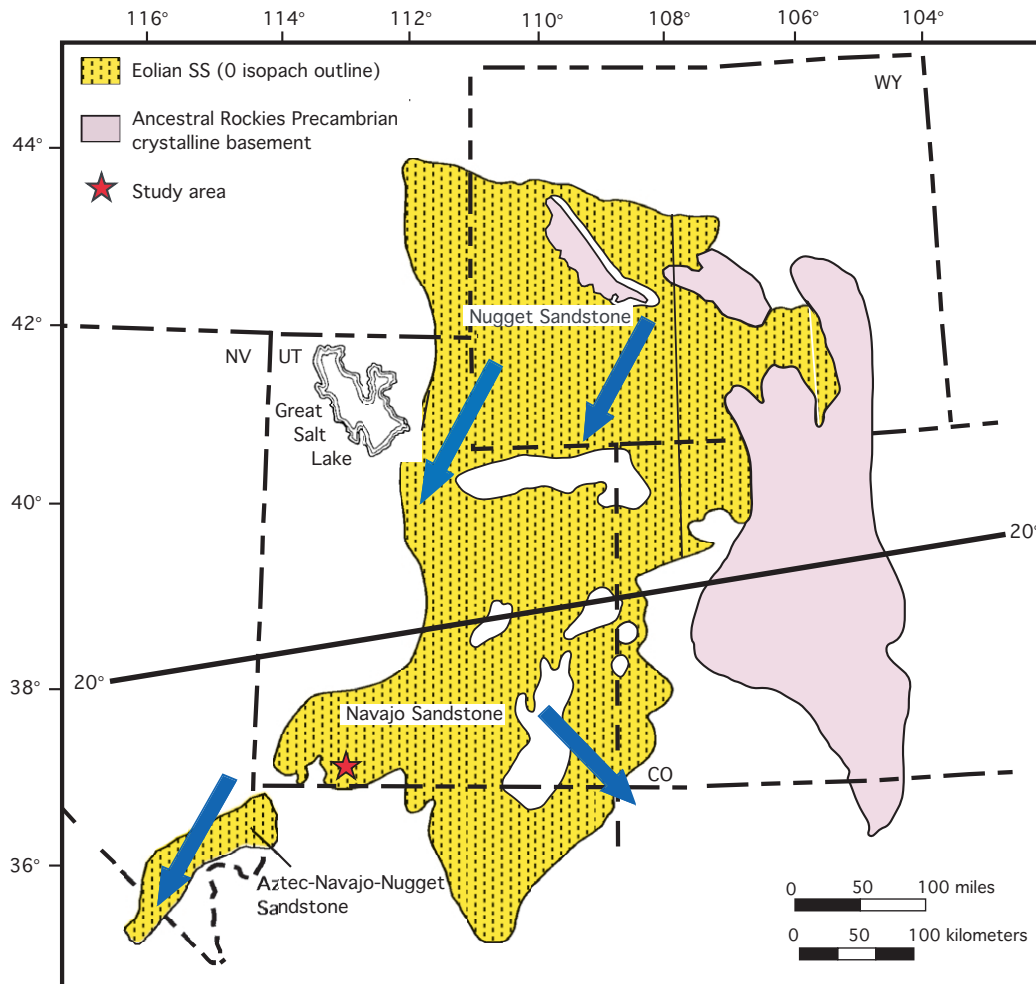 116° 114° 112° 110° 108° 106° 104°
Eolian SS (0 isopach outline)
WY
Ancestral Rockies Precambrian
crystalline basement
44°
Study area
42°
Nugget Sandstone
NV UT
Great
Salt
Lake
40°
20°
38°
20°
Navajo Sandstone
CO
36°
Aztec-Navajo-Nugget
Sandstone
0 50 100 miles
0 50 100 kilometers